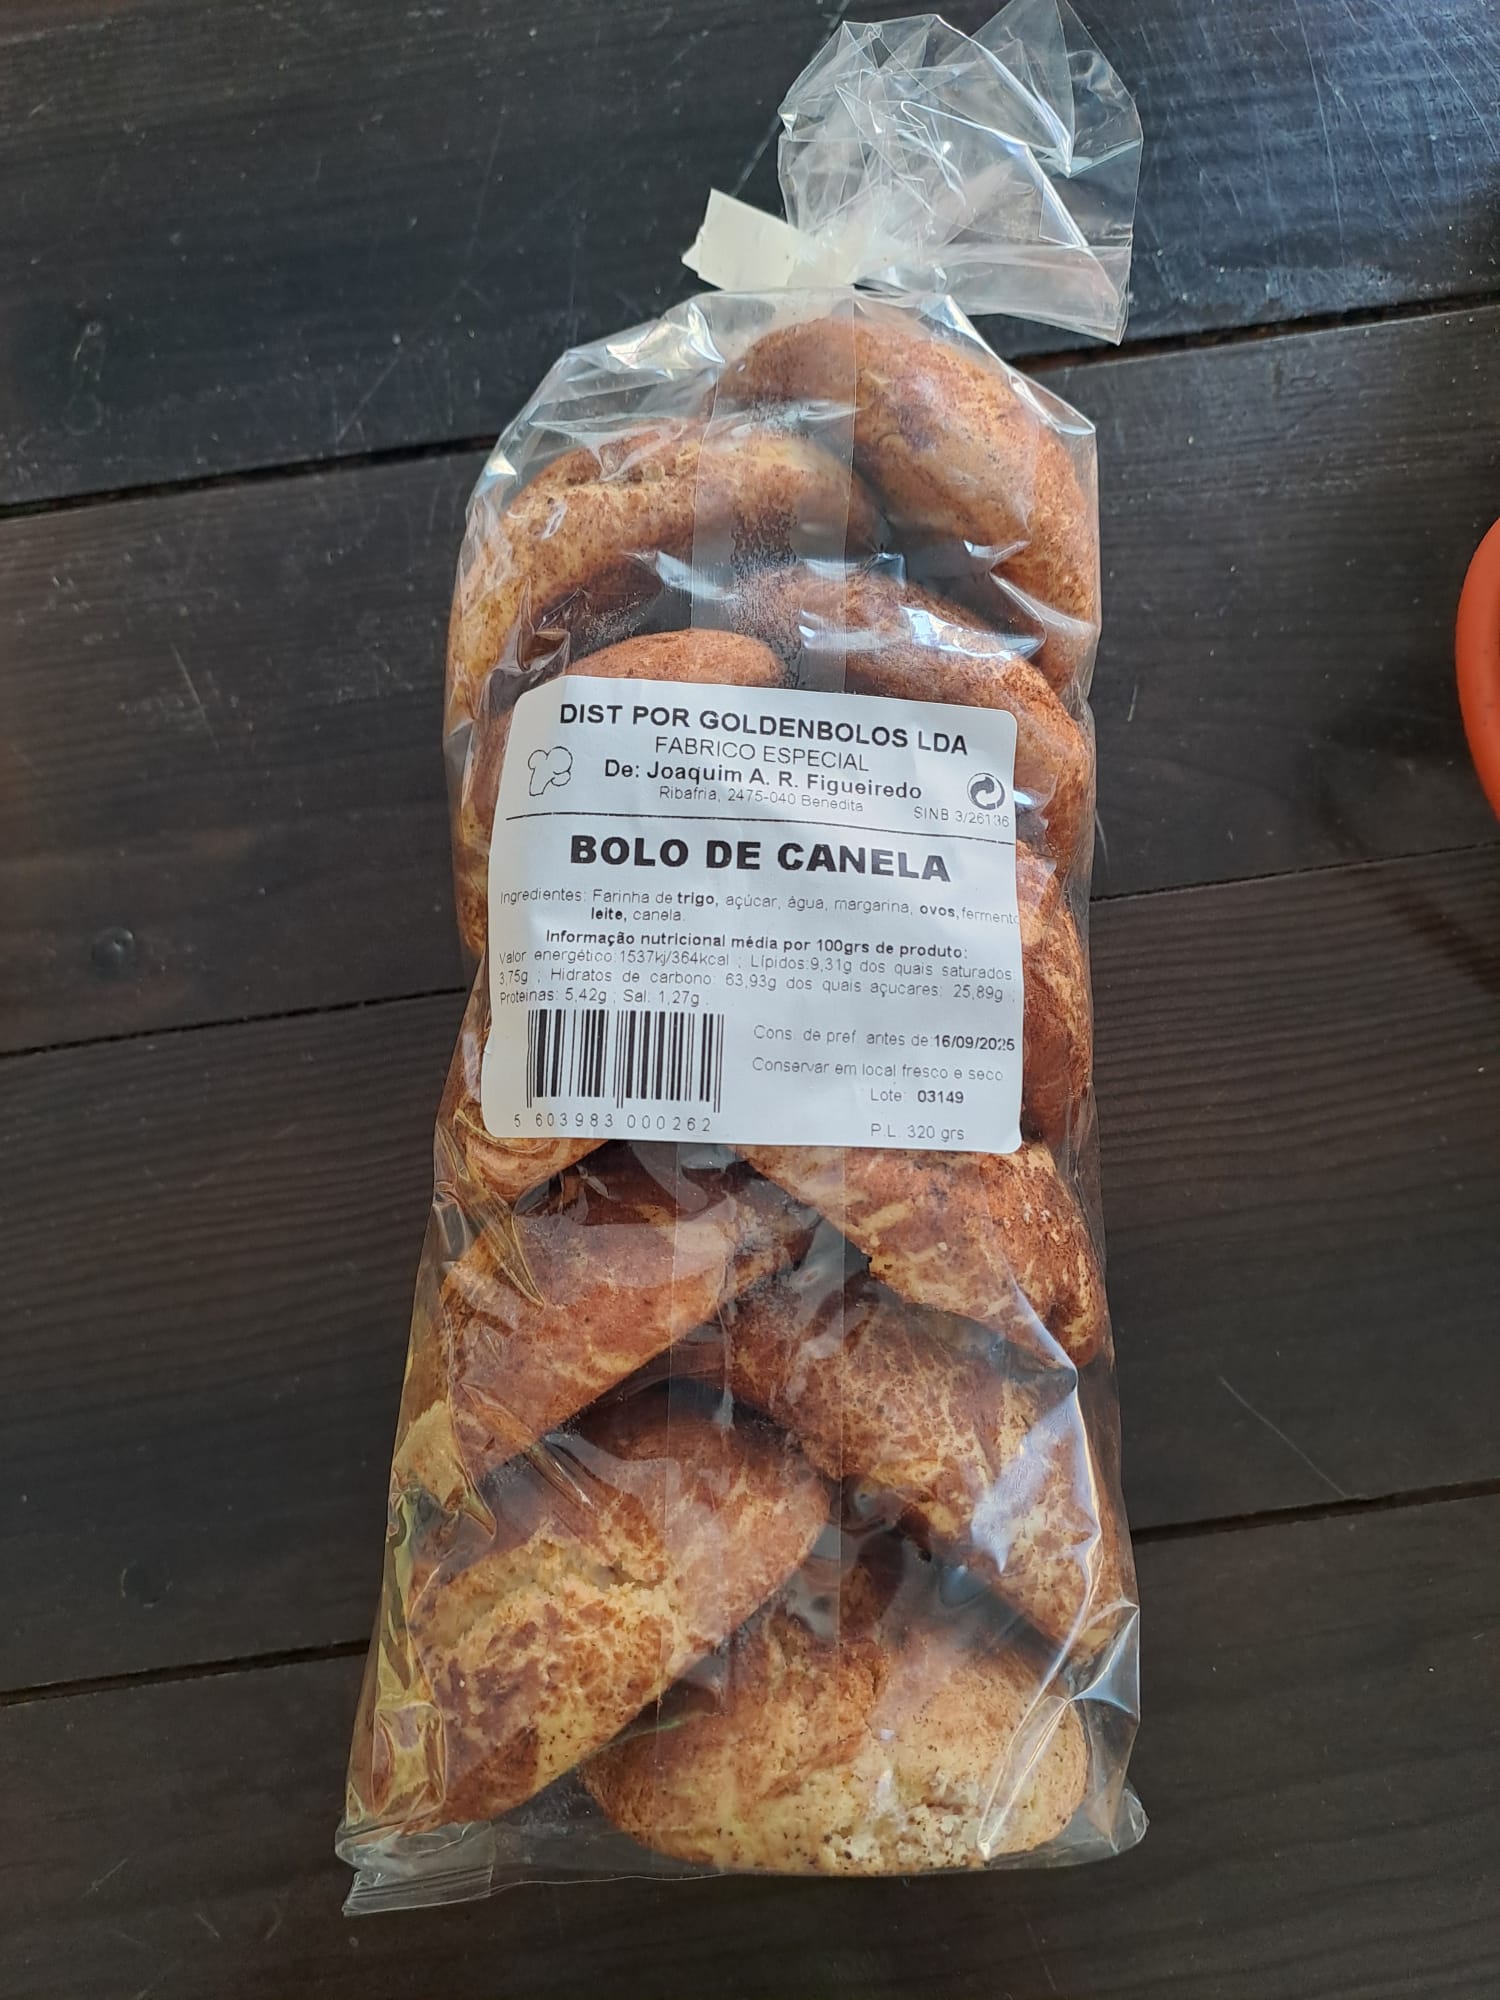 DIST POR GOLDENBOLOS LDA
FABRICO ESPECIAL
De: Joaquim A. R. Figueiredo
Ribafria, 2475-040 Benedita
SINB 3/26136
BOLO DE CANELA
Ingredientes: Farinha de trigo, açúcar, água, margarina, ovos, fermento
leite, canela.
Informação nutricional média por 100grs de produto:
Valor energético:1537kj/364kcal ; Lípidos:9,31g dos quais saturados:
3,75g ; Hidratos de carbono: 63,93g dos quais açucares: 25,89g ;
Proteinas: 5,42g ; Sal: 1,27g .
Cons. de pref. antes de:16/09/2025
Conservar em local fresco e seco
Lote: 03149
5 603983 000262
P.L. 320 grs